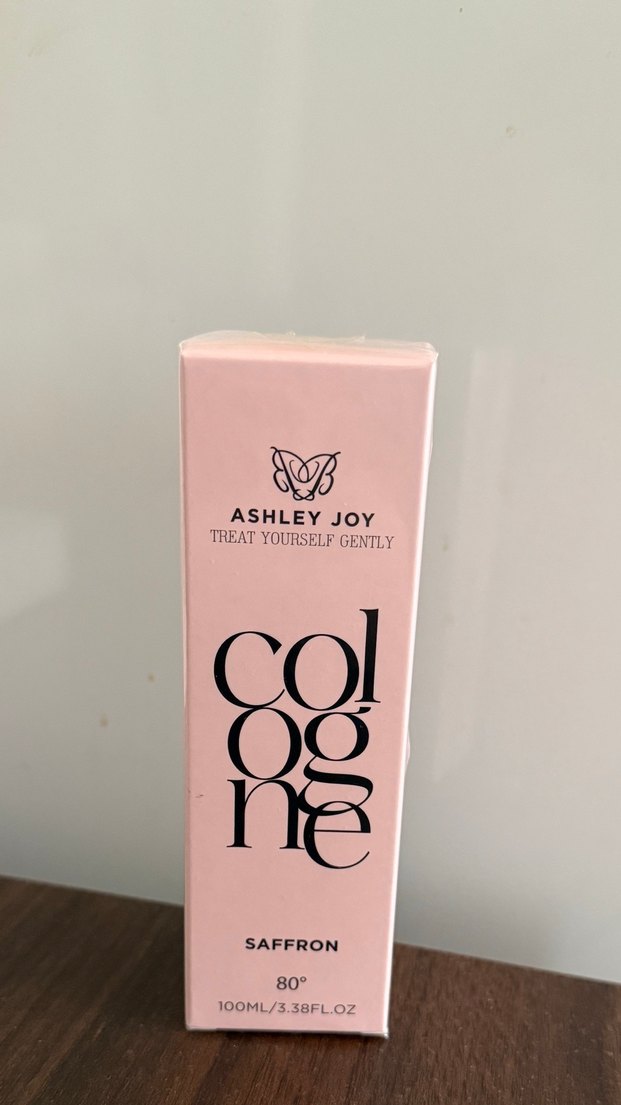 ASHLEY JOY
TREAT YOURSELF GENTLY
col
og
ne
SAFFRON
80°
100ML/3.38FL.OZ